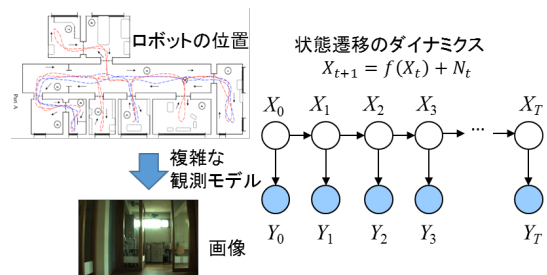 ロボットの位置
Part A
複雑な
観測モデル
画像
状態遷移のダイナミクス
X_{t+1} = f(X_t) + N_t
X_0 X_1 X_2 X_3 X_T
...
Y_0 Y_1 Y_2 Y_3 Y_T